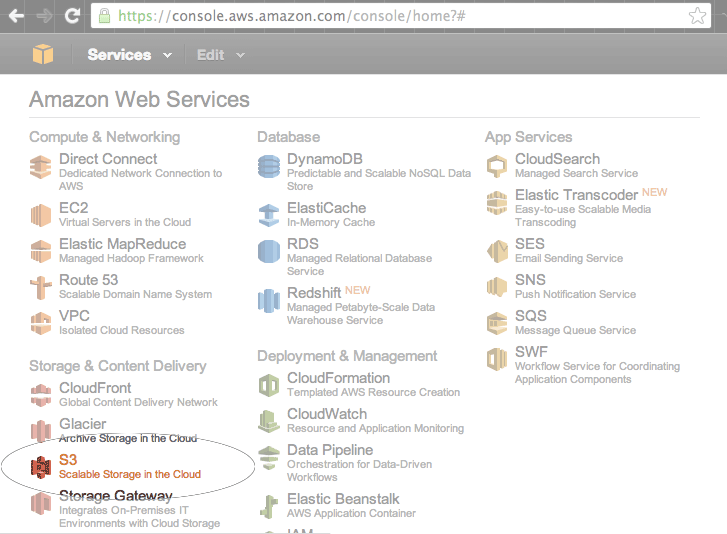 https://console.aws.amazon.com/console/home?#
Services Edit
Amazon Web Services
Compute & Networking
Direct Connect
Dedicated Network Connection to
AWS
EC2
Virtual Servers in the Cloud
Elastic MapReduce
Managed Hadoop Framework
Route 53
Scalable Domain Name System
VPC
Isolated Cloud Resources
Storage & Content Delivery
CloudFront
Global Content Delivery Network
Glacier
Archive Storage in the Cloud
S3
Scalable Storage in the Cloud
Storage Gateway
Integrates On-Premises IT
Environments with Cloud Storage
Database
DynamoDB
Predictable and Scalable NoSQL Data
Store
ElastiCache
In-Memory Cache
RDS
Managed Relational Database
Service
Redshift NEW
Managed Petabyte-Scale Data
Warehouse Service
Deployment & Management
CloudFormation
Templated AWS Resource Creation
CloudWatch
Resource and Application Monitoring
Data Pipeline
Orchestration for Data-Driven
Workflows
Elastic Beanstalk
AWS Application Container
IAM
App Services
CloudSearch
Managed Search Service
Elastic Transcoder NEW
Easy-to-use Scalable Media
Transcoding
SES
Email Sending Service
SNS
Push Notification Service
SQS
Message Queue Service
SWF
Workflow Service for Coordinating
Application Components